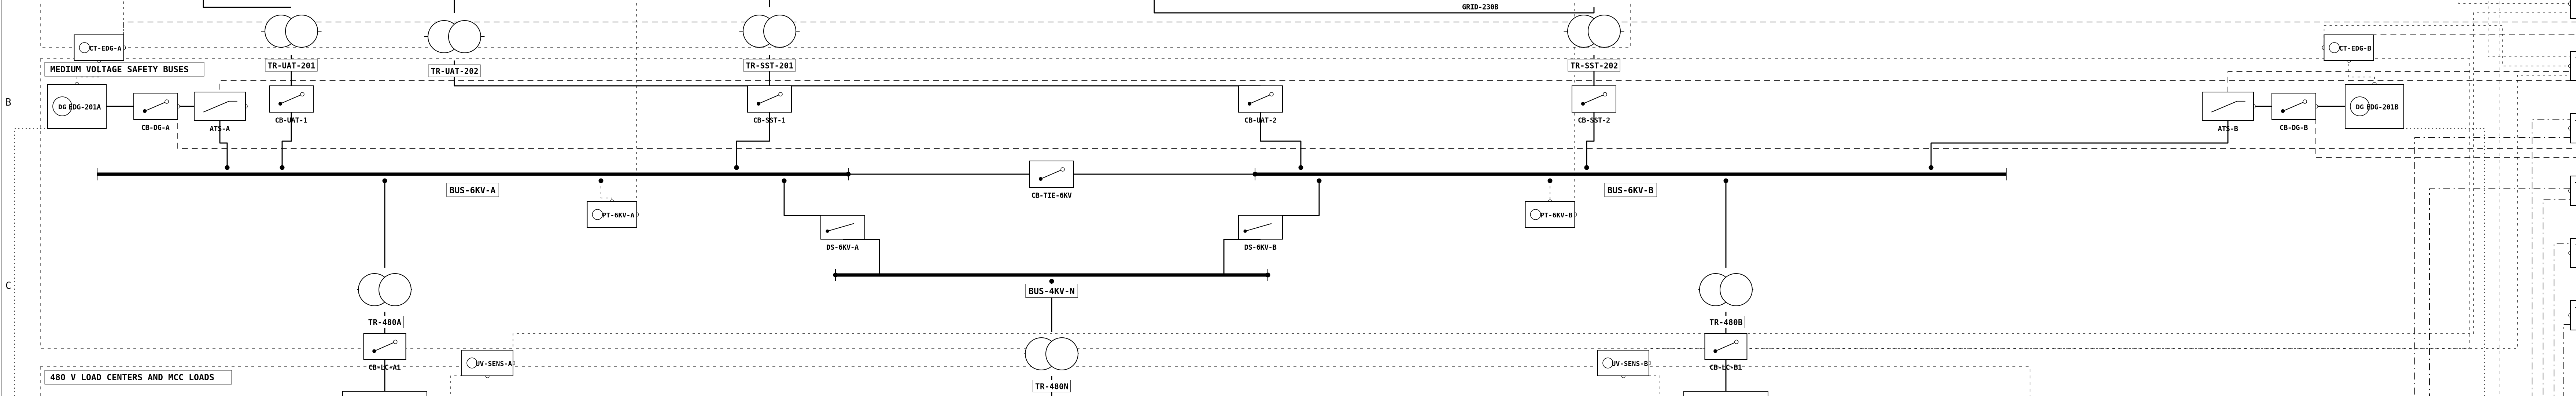 GRID-230B
CT-EDG-A
CT-EDG-B
MEDIUM VOLTAGE SAFETY BUSES
TR-UAT-201
TR-UAT-202
TR-SST-201
TR-SST-202
B
DG EDG-201A
CB-DG-A
ATS-A
CB-UAT-1
CB-SST-1
CB-UAT-2
CB-SST-2
ATS-B
CB-DG-B
DG EDG-201B
BUS-6KV-A
CB-TIE-6KV
BUS-6KV-B
PT-6KV-A
PT-6KV-B
DS-6KV-A
DS-6KV-B
C
BUS-4KV-N
TR-480A
TR-480B
CB-LC-A1
UV-SENS-A
UV-SENS-B
CB-LC-B1
480 V LOAD CENTERS AND MCC LOADS
TR-480N